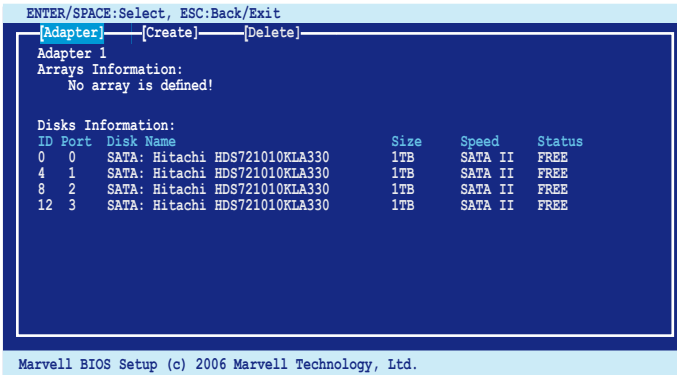 ENTER/SPACE:Select, ESC:Back/Exit
[Adapter] [Create] [Delete]
Adapter 1
Arrays Information:
No array is defined!
Disks Information:
ID Port Disk Name Size Speed Status
0 0 SATA: Hitachi HDS721010KLA330 1TB SATA II FREE
4 1 SATA: Hitachi HDS721010KLA330 1TB SATA II FREE
8 2 SATA: Hitachi HDS721010KLA330 1TB SATA II FREE
12 3 SATA: Hitachi HDS721010KLA330 1TB SATA II FREE
Marvell BIOS Setup (c) 2006 Marvell Technology, Ltd.